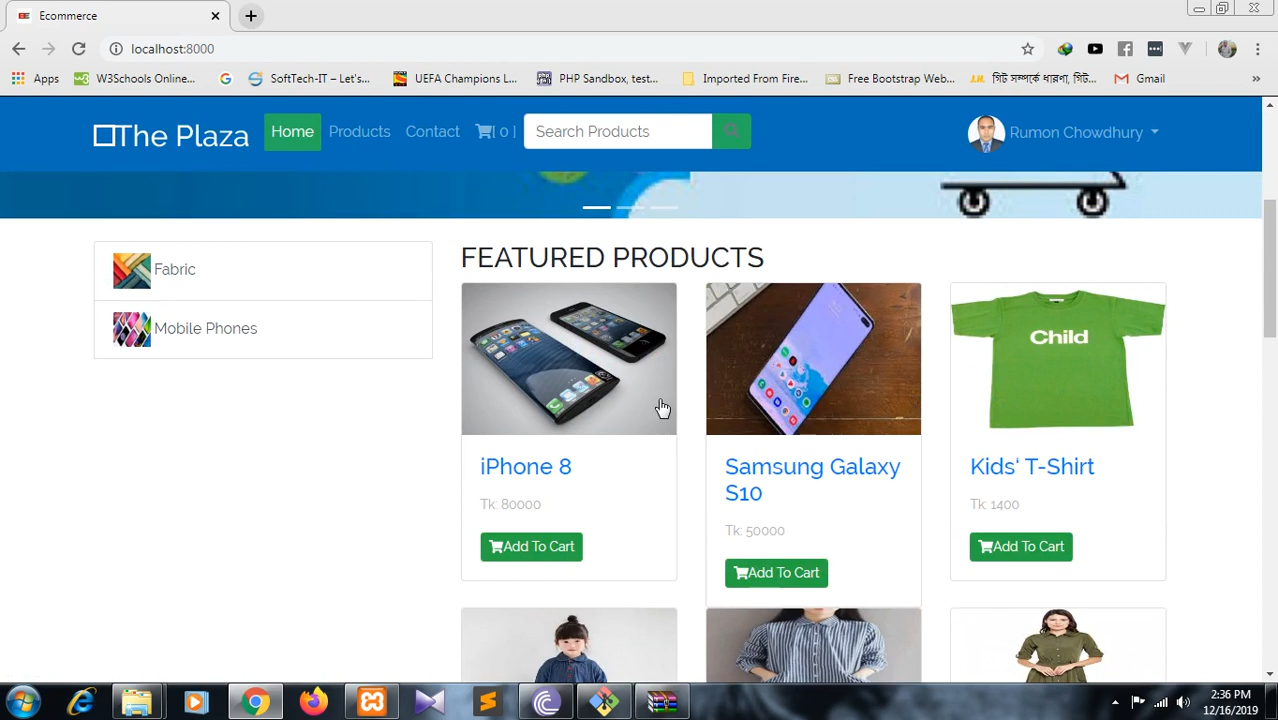 Ecommerce
localhost:8000
Apps W3Schools Online... SoftTech-IT – Let's... UEFA Champions L... PHP Sandbox, test... Imported From Fire... Free Bootstrap Web... গিট সম্পর্কে ধারণা, গিট... Gmail »
The Plaza Home Products Contact [ 0 ] Search Products Rumon Chowdhury
Fabric
Mobile Phones
FEATURED PRODUCTS
Child
iPhone 8
Tk: 80000
Add To Cart
Samsung Galaxy
S10
Tk: 50000
Add To Cart
Kids‘ T-Shirt
Tk: 1400
Add To Cart
2:36 PM
12/16/2019